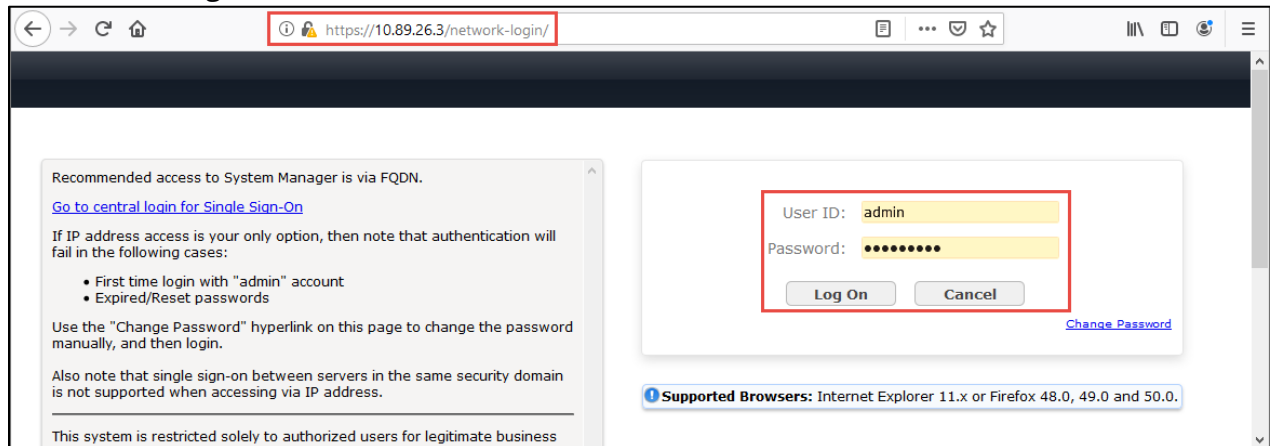 https://10.89.26.3/network-login/
Recommended access to System Manager is via FQDN.
Go to central login for Single Sign-On
If IP address access is your only option, then note that authentication will
fail in the following cases:
• First time login with "admin" account
• Expired/Reset passwords
Use the "Change Password" hyperlink on this page to change the password
manually, and then login.
Also note that single sign-on between servers in the same security domain
is not supported when accessing via IP address.
This system is restricted solely to authorized users for legitimate business
User ID: admin
Password: •••••••••
Log On Cancel
Change Password
Supported Browsers: Internet Explorer 11.x or Firefox 48.0, 49.0 and 50.0.